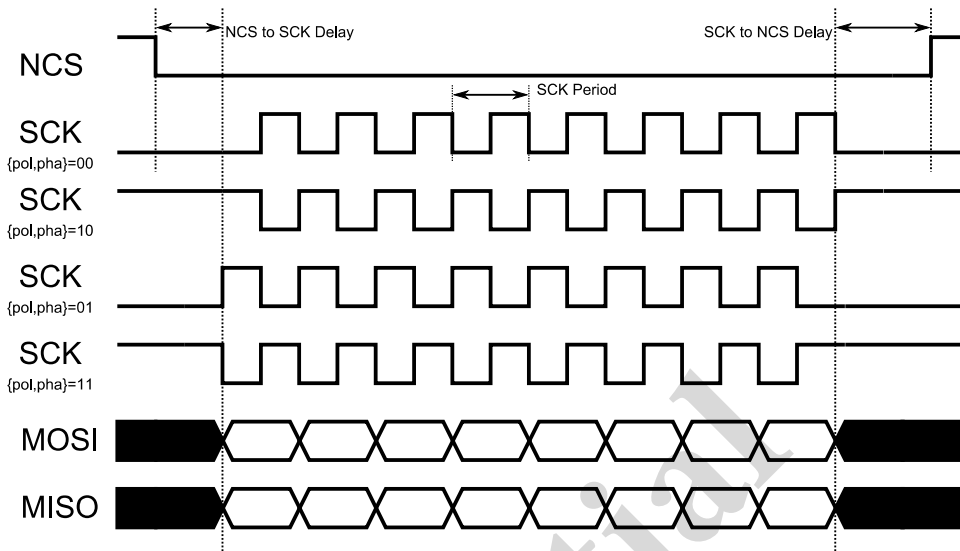 NCS to SCK Delay
SCK to NCS Delay
NCS
SCK Period
SCK
{pol,pha}=00
SCK
{pol,pha}=10
SCK
{pol,pha}=01
SCK
{pol,pha}=11
MOSI
MISO